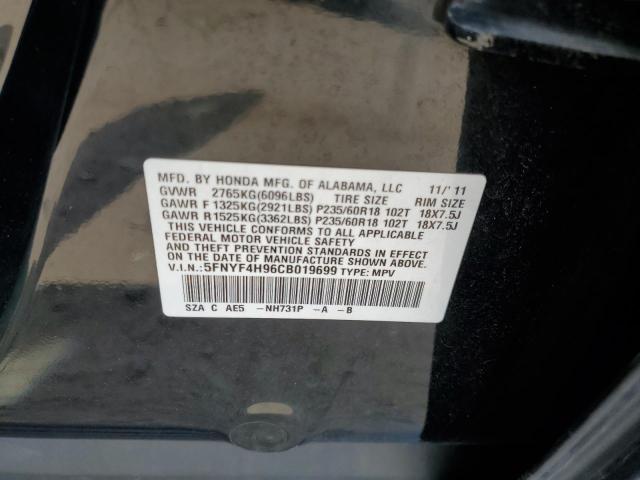 MFD. BY HONDA MFG. OF ALABAMA, LLC 11/'11
GVWR 2765KG(6096LBS) TIRE SIZE RIM SIZE
GAWR F 1325KG(2921LBS) P235/60R18 102T 18X7.5J
GAWR R1525KG(3362LBS) P235/60R18 102T 18X7.5J
THIS VEHICLE CONFORMS TO ALL APPLICABLE
FEDERAL MOTOR VEHICLE SAFETY
AND THEFT PREVENTION STANDARDS IN EFFECT ON THE
DATE OF MANUFACTURE SHOWN ABOVE.
V.I.N.:5FNYF4H96CB019699 TYPE: MPV
SZA C AE5 -NH731P -A -B